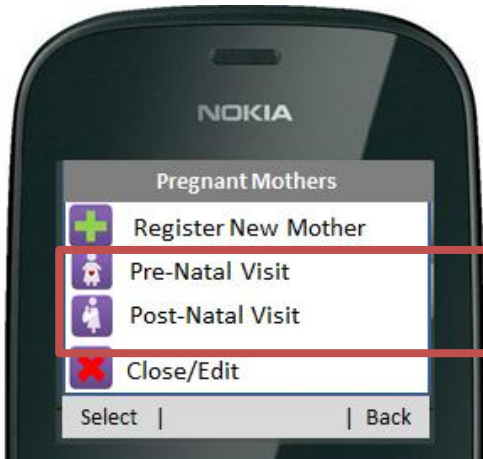 NOKIA
Pregnant Mothers
Register New Mother
Pre-Natal Visit
Post-Natal Visit
Close/Edit
Select | | Back